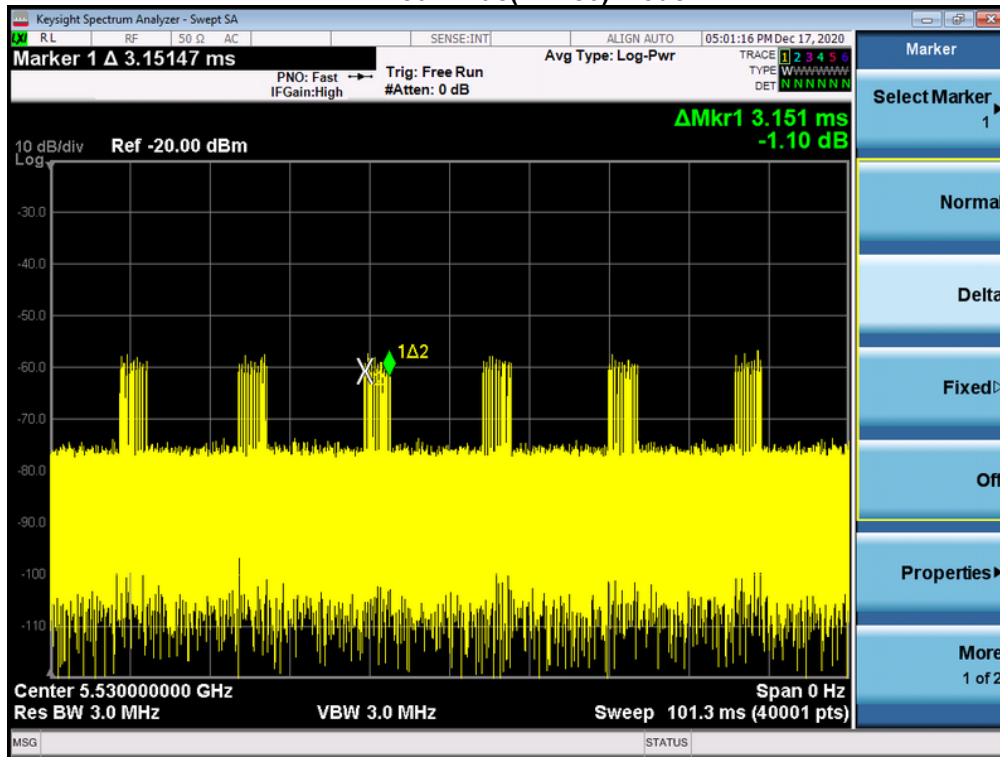 Keysight Spectrum Analyzer - Swept SA
LXI RL RF 50 Ω AC SENSE:INT ALIGN AUTO 05:01:16 PM Dec 17, 2020
Marker 1 Δ 3.15147 ms
PNO: Fast
IFGain:High
Trig: Free Run
#Atten: 0 dB
Avg Type: Log-Pwr
TRACE 1 2 3 4 5 6
TYPE WWWWWWW
DET N N N N N N
ΔMkr1 3.151 ms
-1.10 dB
10 dB/div Ref -20.00 dBm
Log
-30.0
-40.0
-50.0
-60.0
-70.0
-80.0
-90.0
-100
-110
1Δ2
Center 5.530000000 GHz Span 0 Hz
Res BW 3.0 MHz VBW 3.0 MHz Sweep 101.3 ms (40001 pts)
MSG STATUS
Marker
Select Marker
1
Normal
Delta
Fixed
Off
Properties
More
1 of 2